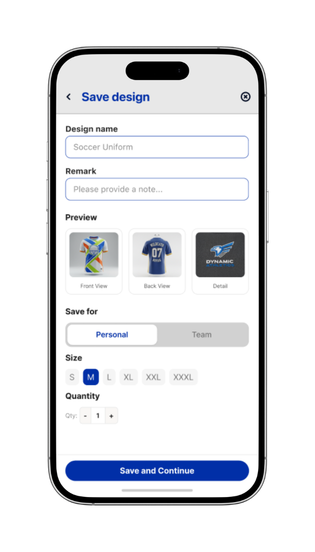 Save design
Design name
Soccer Uniform
Remark
Please provide a note...
Preview
07
DYNAMIC
Front View
Back View
Detail
Save for
Personal
Team
Size
S M L XL XXL XXXL
Quantity
Qty: - 1 +
Save and Continue